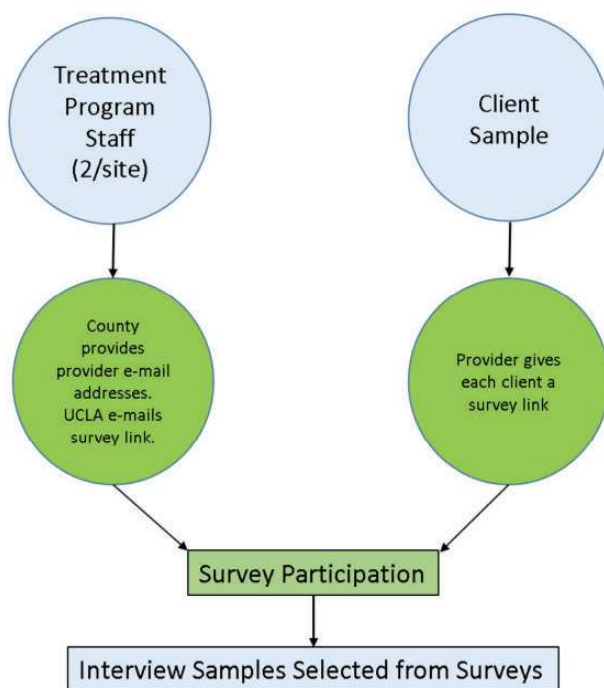 Treatment
Program
Staff
(2/site)
Client
Sample
County
provides
provider e-mail
addresses.
UCLA e-mails
survey link.
Provider gives
each client a
survey link
Survey Participation
Interview Samples Selected from Surveys